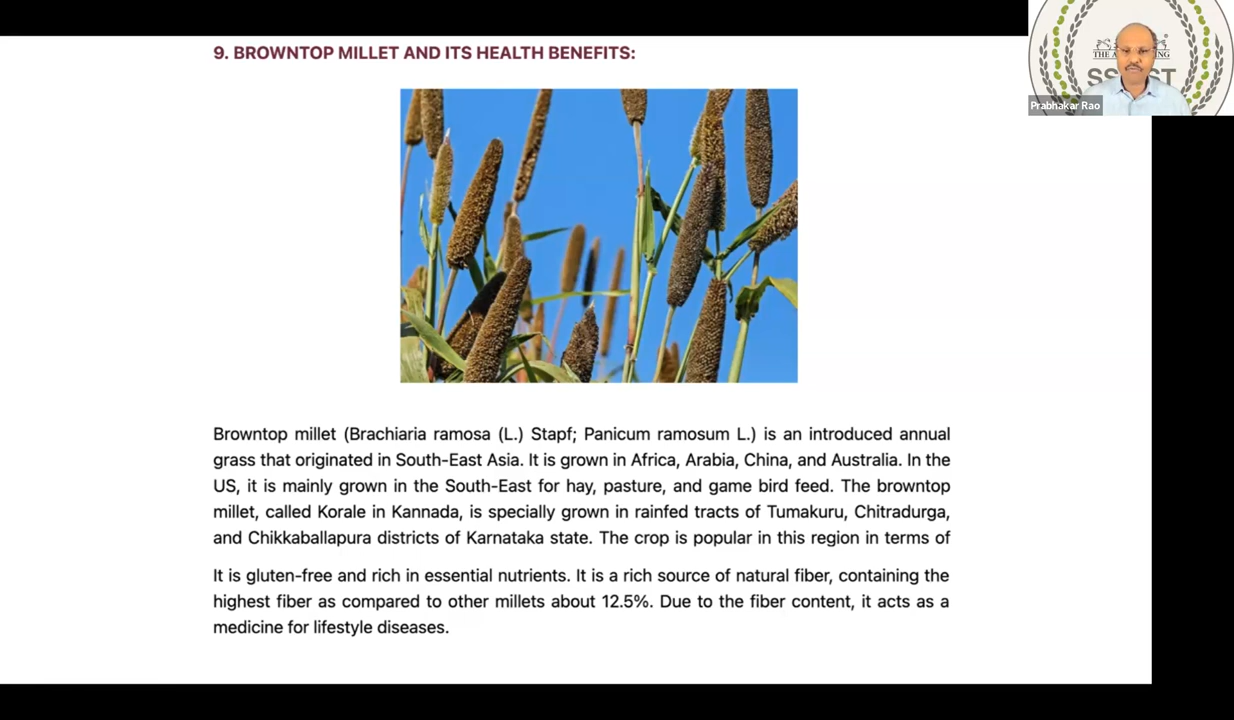 9. BROWNTOP MILLET AND ITS HEALTH BENEFITS:
Prabhakar Rao
Browntop millet (Brachiaria ramosa (L.) Stapf; Panicum ramosum L.) is an introduced annual
grass that originated in South-East Asia. It is grown in Africa, Arabia, China, and Australia. In the
US, it is mainly grown in the South-East for hay, pasture, and game bird feed. The browntop
millet, called Korale in Kannada, is specially grown in rainfed tracts of Tumakuru, Chitradurga,
and Chikkaballapura districts of Karnataka state. The crop is popular in this region in terms of
It is gluten-free and rich in essential nutrients. It is a rich source of natural fiber, containing the
highest fiber as compared to other millets about 12.5%. Due to the fiber content, it acts as a
medicine for lifestyle diseases.